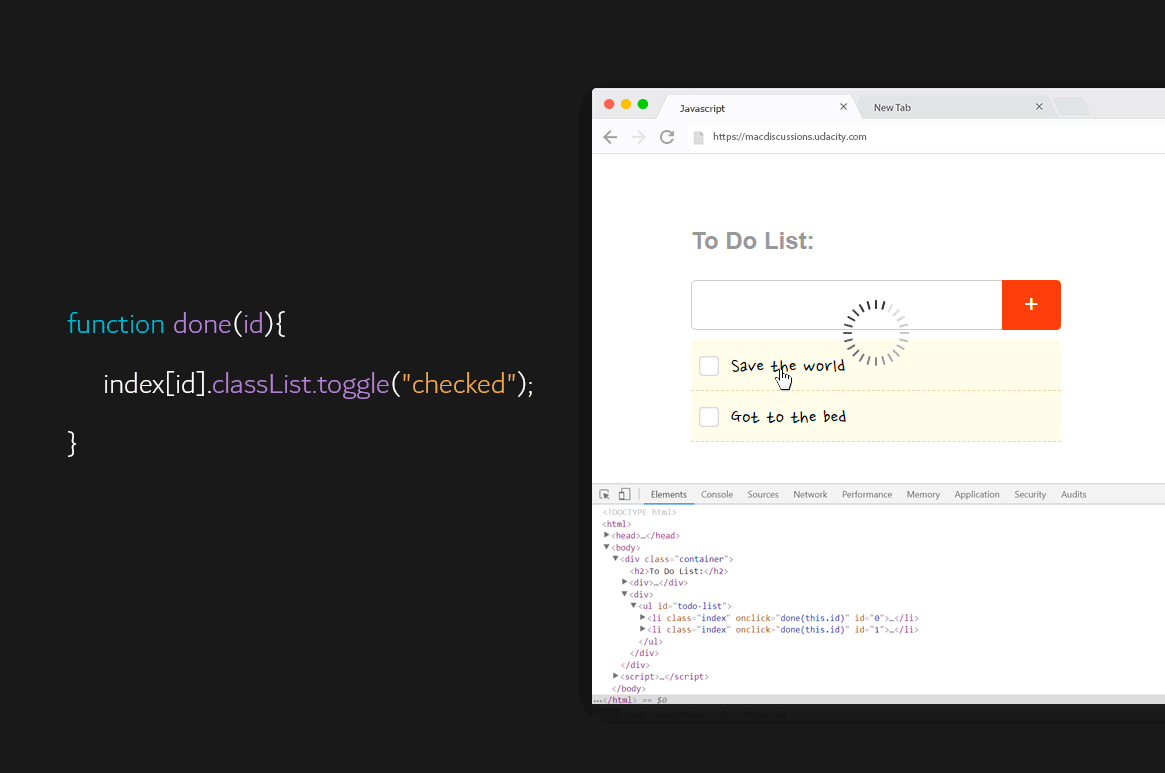 function done(id){
index[id].classList.toggle("checked");
}
Javascript
New Tab
https://macdiscussions.udacity.com
To Do List:
+
Save the world
Got to the bed
Elements Console Sources Network Performance Memory Application Security Audits
<!DOCTYPE html>
<html>
<head>…</head>
<body>
<div class="container">
<h2>To Do List:</h2>
<div>…</div>
<div>
<ul id="todo-list">
<li class="index" onclick="done(this.id)" id="0">…</li>
<li class="index" onclick="done(this.id)" id="1">…</li>
</ul>
</div>
</div>
<script>…</script>
</body>
…</html> == $0